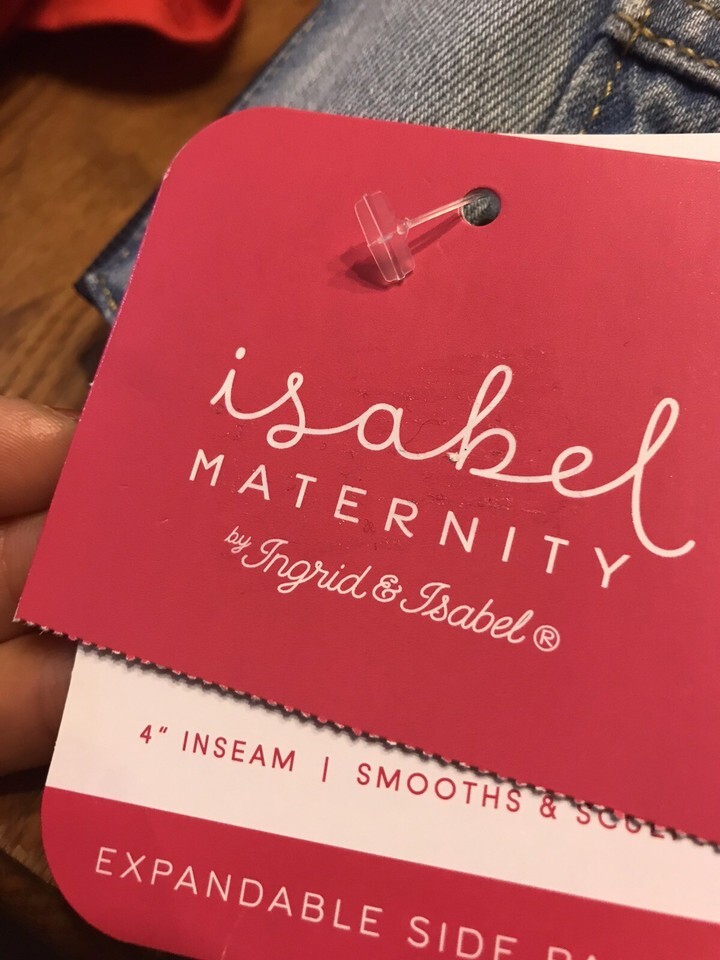 isabel
MATERNITY
by Ingrid & Isabel®
4" INSEAM | SMOOTHS &
EXPANDABLE SIDE